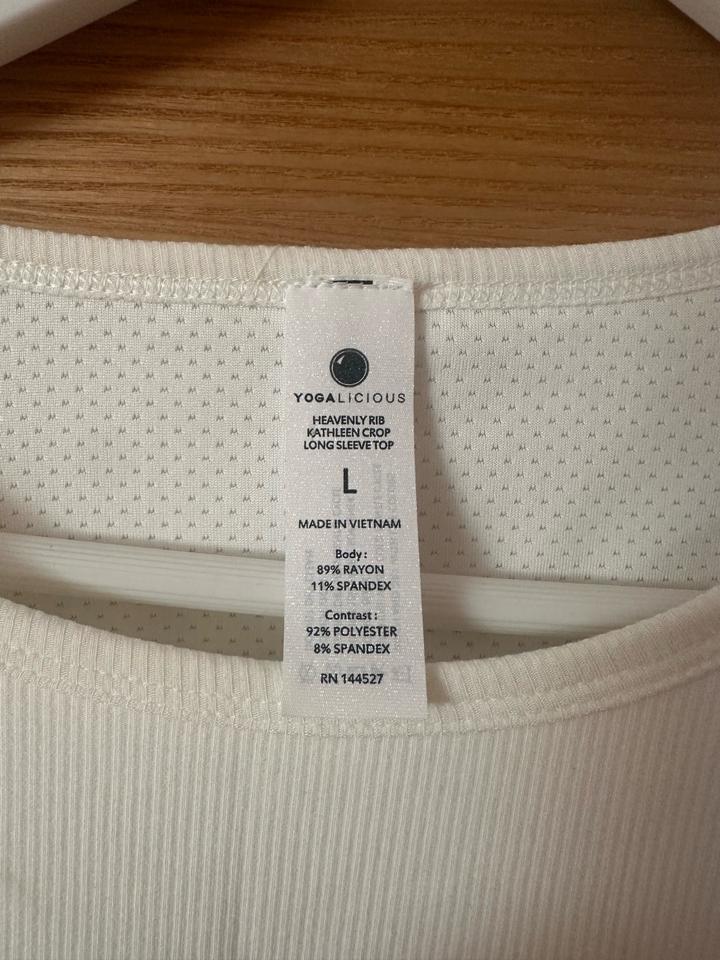 YOGALICIOUS
HEAVENLY RIB
KATHLEEN CROP
LONG SLEEVE TOP
L
MADE IN VIETNAM
Body :
89% RAYON
11% SPANDEX
Contrast :
92% POLYESTER
8% SPANDEX
RN 144527